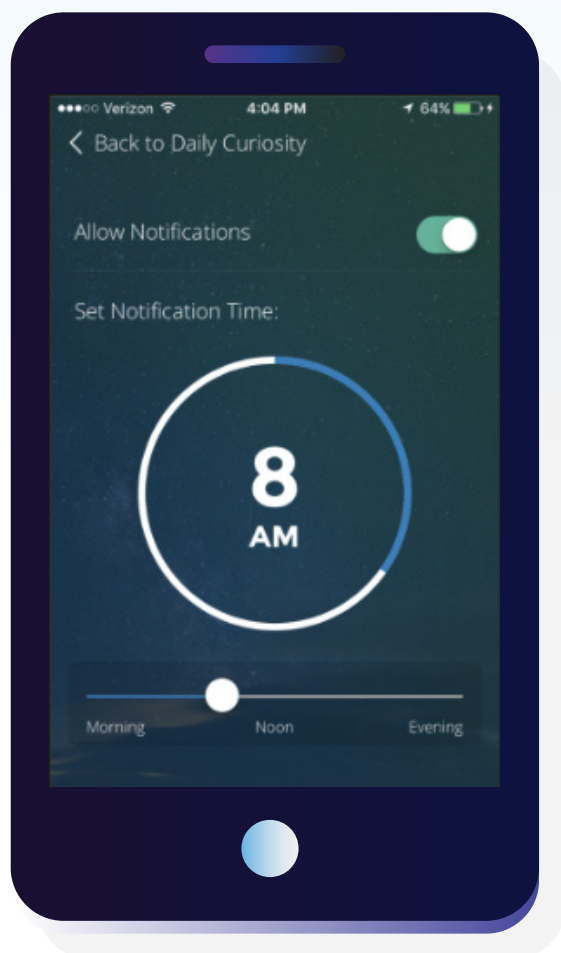 Verizon 4:04 PM 64%
Back to Daily Curiosity
Allow Notifications
Set Notification Time:
8
AM
Morning Noon Evening